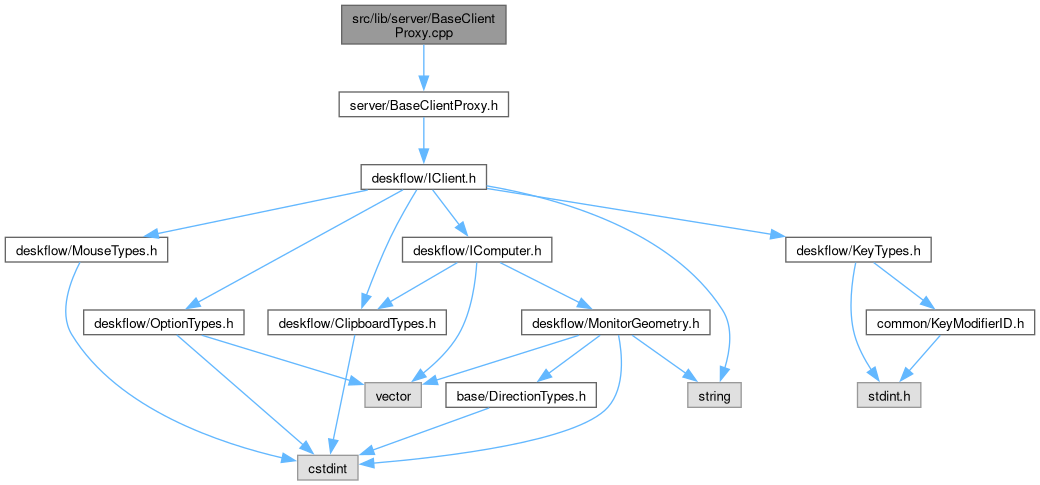 src/lib/server/BaseClient
Proxy.cpp
server/BaseClientProxy.h
deskflow/IClient.h
deskflow/MouseTypes.h
deskflow/IComputer.h
deskflow/KeyTypes.h
deskflow/OptionTypes.h
deskflow/ClipboardTypes.h
deskflow/MonitorGeometry.h
common/KeyModifierID.h
vector
base/DirectionTypes.h
string
stdint.h
cstdint